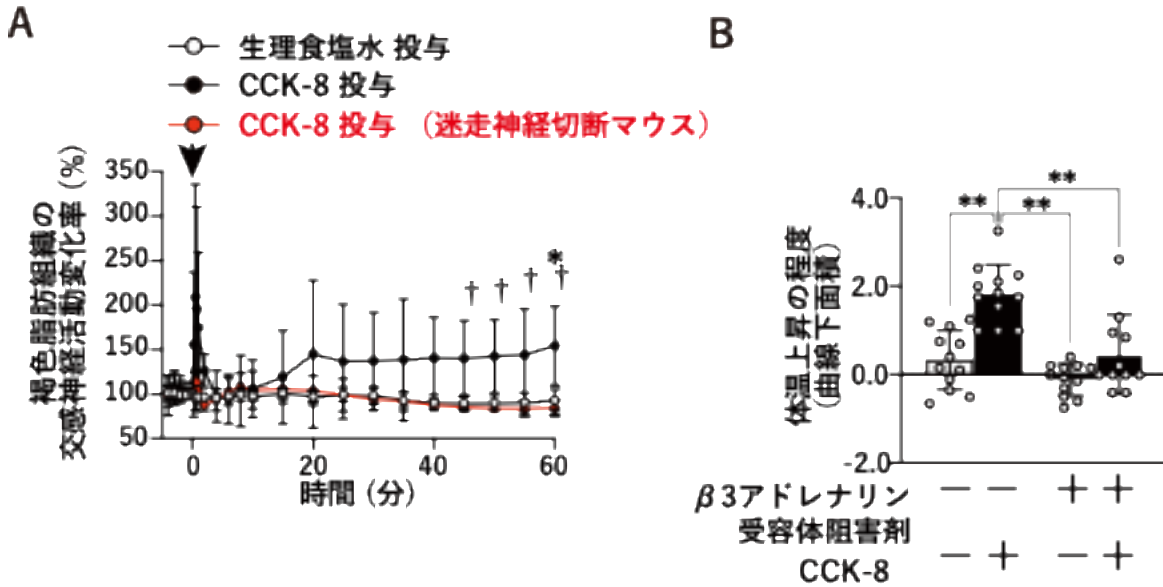 A
生理食塩水 投与
CCK-8 投与
CCK-8 投与 （迷走神経切断マウス）
褐色脂肪組織の
交感神経活動変化率（%）
350
300
250
200
150
100
50
*
† † † †
0 20 40 60
時間（分）
B
体温上昇の程度
（曲線下面積）
4.0
2.0
0.0
-2.0
**
** **
β3アドレナリン
受容体阻害剤
— — + +
CCK-8
— + — +